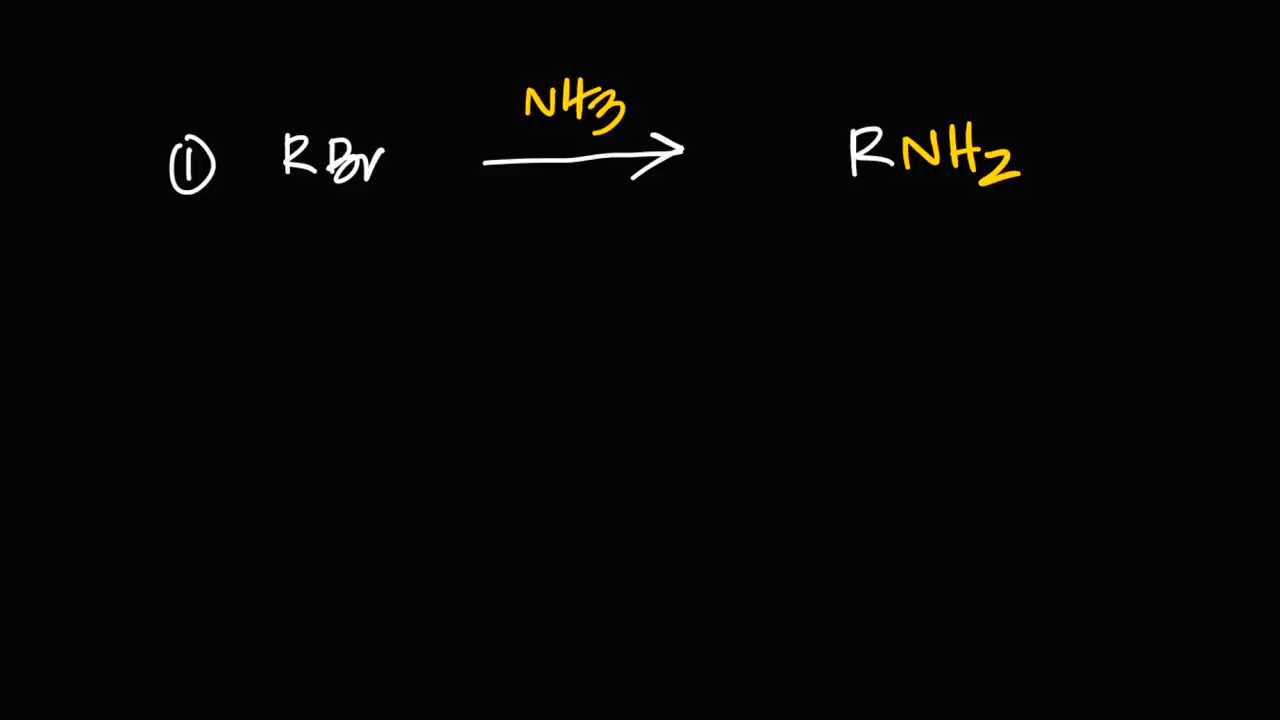 NH3
① RBr → RNH2